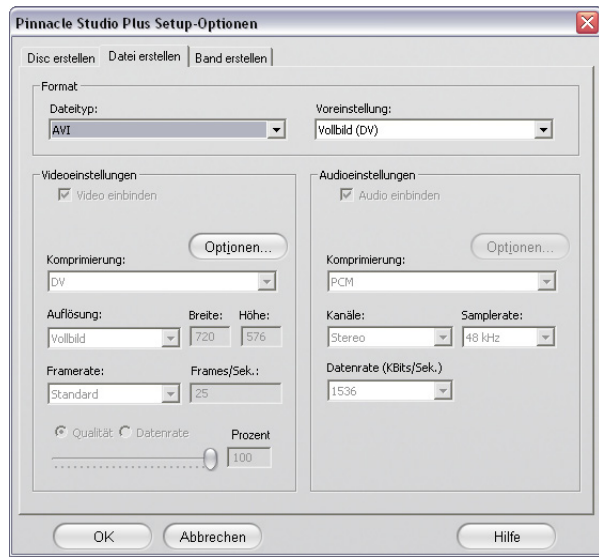 Pinnacle Studio Plus Setup-Optionen
Disc erstellen Datei erstellen Band erstellen
Format
Dateityp: Voreinstellung:
AVI Vollbild (DV)
Videoeinstellungen Audioeinstellungen
Video einbinden Audio einbinden
Optionen... Optionen...
Komprimierung: Komprimierung:
DV PCM
Auflösung: Breite: Höhe: Kanäle: Samplerate:
Vollbild 720 576 Stereo 48 kHz
Framerate: Frames/Sek.: Datenrate (KBits/Sek.)
Standard 25 1536
Qualität Datenrate Prozent
100
OK Abbrechen Hilfe